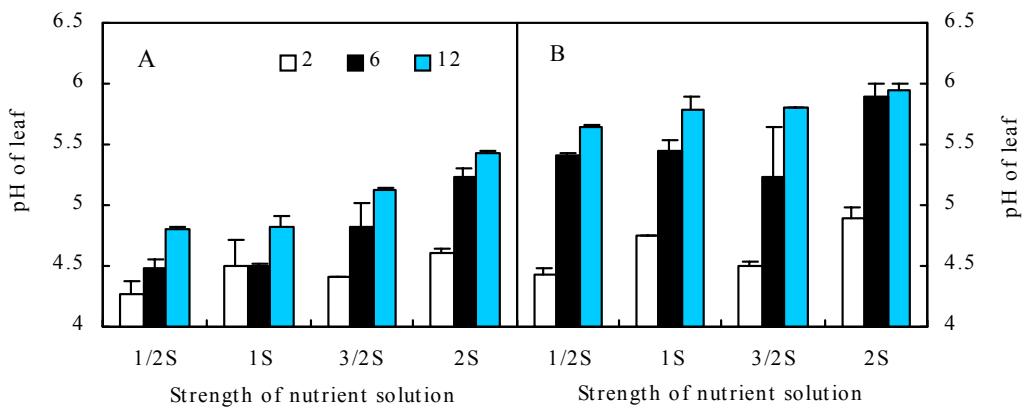 6.5
6
5.5
5
4.5
4
pH of leaf
A
2
6
12
B
6.5
6
5.5
5
4.5
4
pH of leaf
1/2S 1S 3/2S 2S 1/2S 1S 3/2S 2S
Strength of nutrient solution Strength of nutrient solution